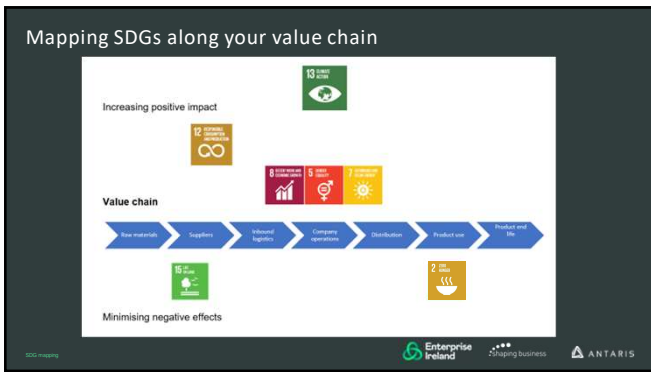 Mapping SDGs along your value chain
13 CLIMATE
ACTION
Increasing positive impact
12 RESPONSIBLE
CONSUMPTION
AND PRODUCTION
8 DECENT WORK AND
ECONOMIC GROWTH
5 GENDER
EQUALITY
7 AFFORDABLE AND
CLEAN ENERGY
Value chain
Raw materials
Suppliers
Inbound
logistics
Company
operations
Distribution
Product use
Product end
life
15 LIFE
ON LAND
2 ZERO
HUNGER
Minimising negative effects
SDG mapping
Enterprise
Ireland
shaping business
ANTARIS